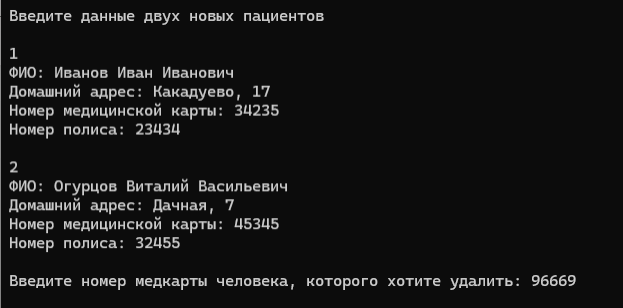 Введите данные двух новых пациентов
1
ФИО: Иванов Иван Иванович
Домашний адрес: Какадуево, 17
Номер медицинской карты: 34235
Номер полиса: 23434
2
ФИО: Огурцов Виталий Васильевич
Домашний адрес: Дачная, 7
Номер медицинской карты: 45345
Номер полиса: 32455
Введите номер медкарты человека, которого хотите удалить: 96669